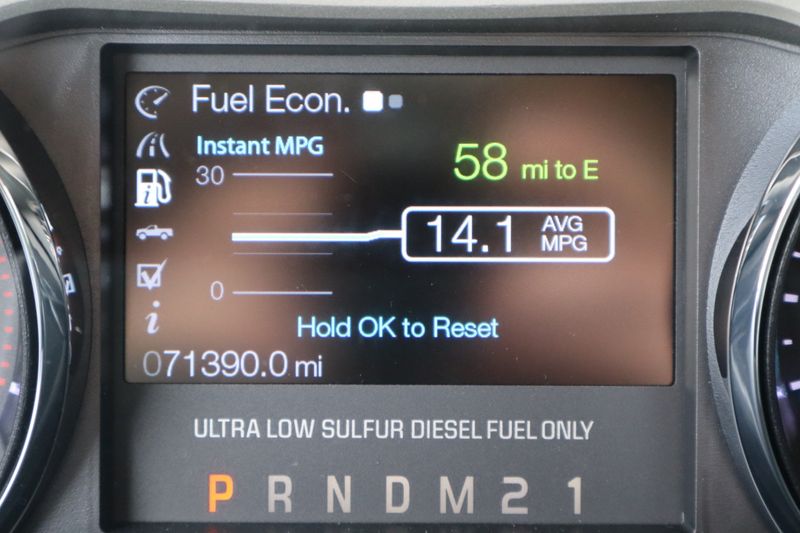 Fuel Econ.
Instant MPG
58 mi to E
30
14.1 AVG MPG
0
Hold OK to Reset
071390.0 mi
ULTRA LOW SULFUR DIESEL FUEL ONLY
P R N D M 2 1